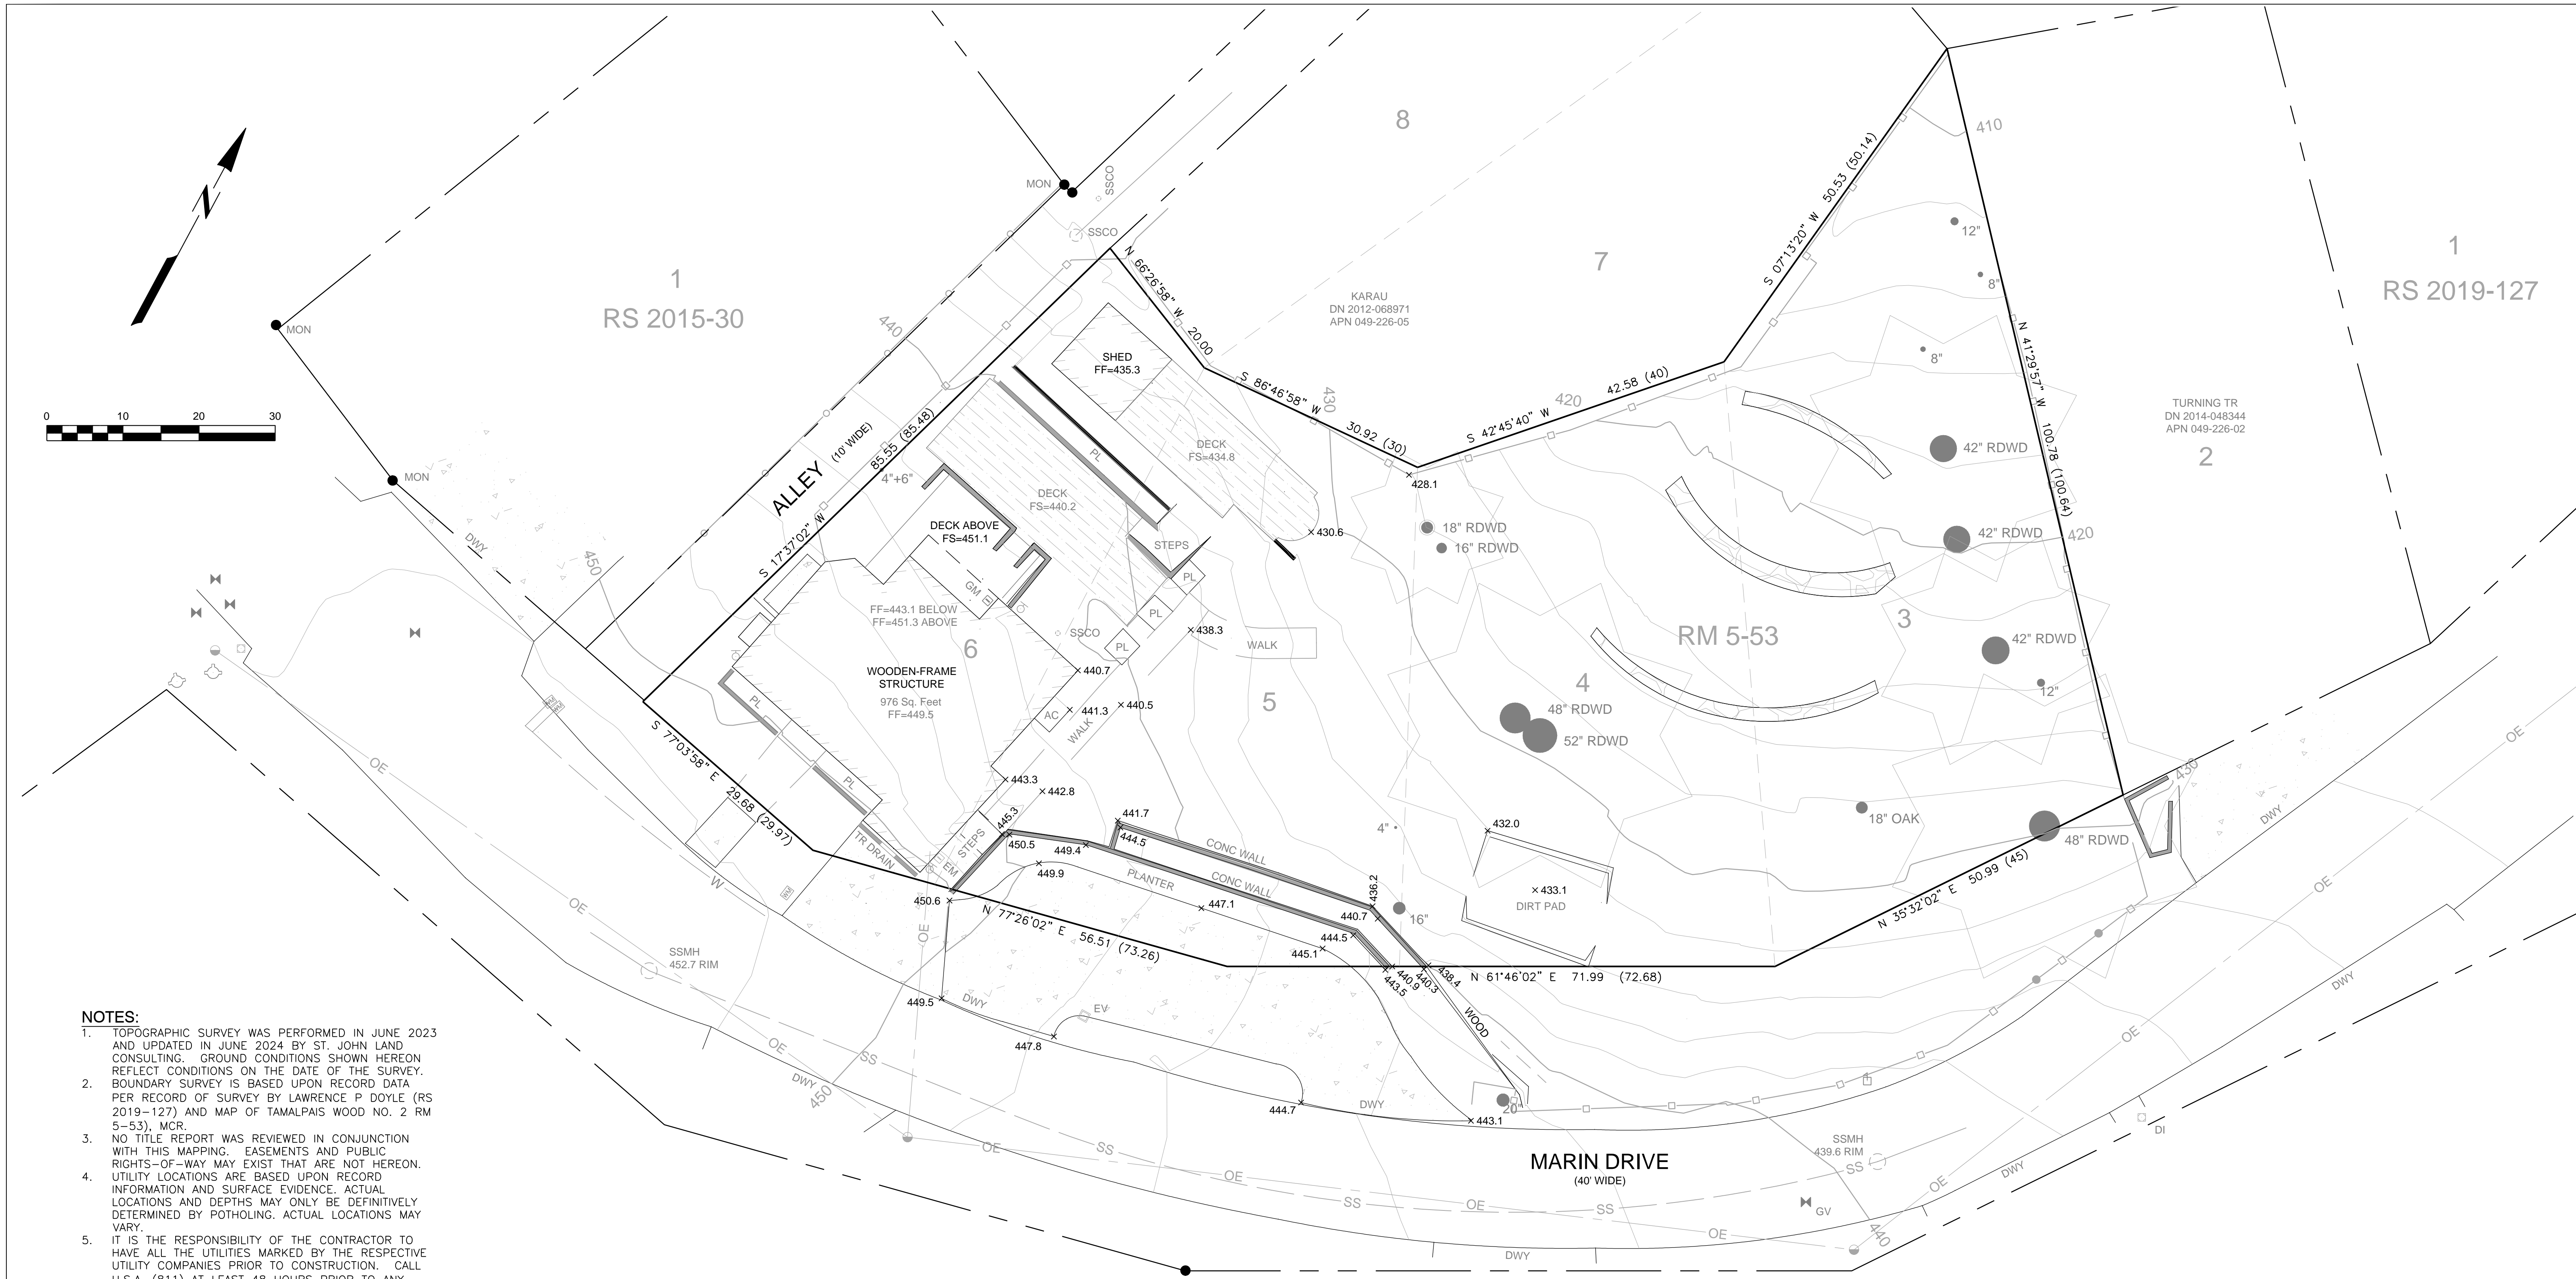 MON
MON
MON
0 10 20 30
1
RS 2015-30
440
ALLEY
(10' WIDE)
S 17°37'02" W
85.55 (85.48)
4"+6"
SSCO
SSCO
N 66°26'58" W 20.00
S 86°46'58" W
30.92 (30)
S 42°45'40" W
42.58 (40)
S 07°13'20" W 50.53 (50.14)
N 41°29'57" W 100.78 (100.64)
8
7
KARAU
DN 2012-068971
APN 049-226-05
430
420
410
12"
8"
8"
1
RS 2019-127
TURNING TR
DN 2014-048344
APN 049-226-02
2
SHED
FF=435.3
DECK
FS=434.8
PL
DECK
FS=440.2
DECK ABOVE
FS=451.1
STEPS
PL
PL
PL
GM
SSCO
FF=443.1 BELOW
FF=451.3 ABOVE
6
WOODEN-FRAME
STRUCTURE
976 Sq. Feet
FF=449.5
438.3
WALK
440.7
AC
441.3
440.5
WALK
430.6
428.1
18" RDWD
16" RDWD
42" RDWD
42" RDWD
420
42" RDWD
12"
3
RM 5-53
4
5
48" RDWD
52" RDWD
18" OAK
48" RDWD
430
DWY
450
DWY
OE
OE
W
WM
S 77°03'58" E 29.68 (29.97)
PL
PL
TR DRAIN
EM
STEPS
443.3
442.8
445.3
450.5
449.4
449.9
441.7
444.5
CONC WALL
CONC WALL
PLANTER
447.1
450.6
N 77°26'02" E 56.51 (73.26)
OE
436.2
440.7
16"
444.5
445.1
440.9
443.5
440.3
438.4
4"
432.0
433.1
DIRT PAD
N 61°46'02" E 71.99 (72.68)
N 35°32'02" E 50.99 (45)
WOOD
SSMH
452.7 RIM
449.5
DWY
EV
447.8
444.7
DWY
443.1
20"
DWY
450
OE
SS
SS
SS
SS
SS
OE
OE
OE
OE
OE
OE
OE
OE
MARIN DRIVE
(40' WIDE)
SSMH
439.6 RIM
GV
440
DI
DWY
DWY
DWY
NOTES:
1. TOPOGRAPHIC SURVEY WAS PERFORMED IN JUNE 2023
AND UPDATED IN JUNE 2024 BY ST. JOHN LAND
CONSULTING. GROUND CONDITIONS SHOWN HEREON
REFLECT CONDITIONS ON THE DATE OF THE SURVEY.
2. BOUNDARY SURVEY IS BASED UPON RECORD DATA
PER RECORD OF SURVEY BY LAWRENCE P DOYLE (RS
2019-127) AND MAP OF TAMALPAIS WOOD NO. 2 RM
5-53), MCR.
3. NO TITLE REPORT WAS REVIEWED IN CONJUNCTION
WITH THIS MAPPING. EASEMENTS AND PUBLIC
RIGHTS-OF-WAY MAY EXIST THAT ARE NOT HEREON.
4. UTILITY LOCATIONS ARE BASED UPON RECORD
INFORMATION AND SURFACE EVIDENCE. ACTUAL
LOCATIONS AND DEPTHS MAY ONLY BE DEFINITIVELY
DETERMINED BY POTHOLING. ACTUAL LOCATIONS MAY
VARY.
5. IT IS THE RESPONSIBILITY OF THE CONTRACTOR TO
HAVE ALL THE UTILITIES MARKED BY THE RESPECTIVE
UTILITY COMPANIES PRIOR TO CONSTRUCTION. CALL
U.S.A. (811) AT LEAST 48 HOURS PRIOR TO ANY